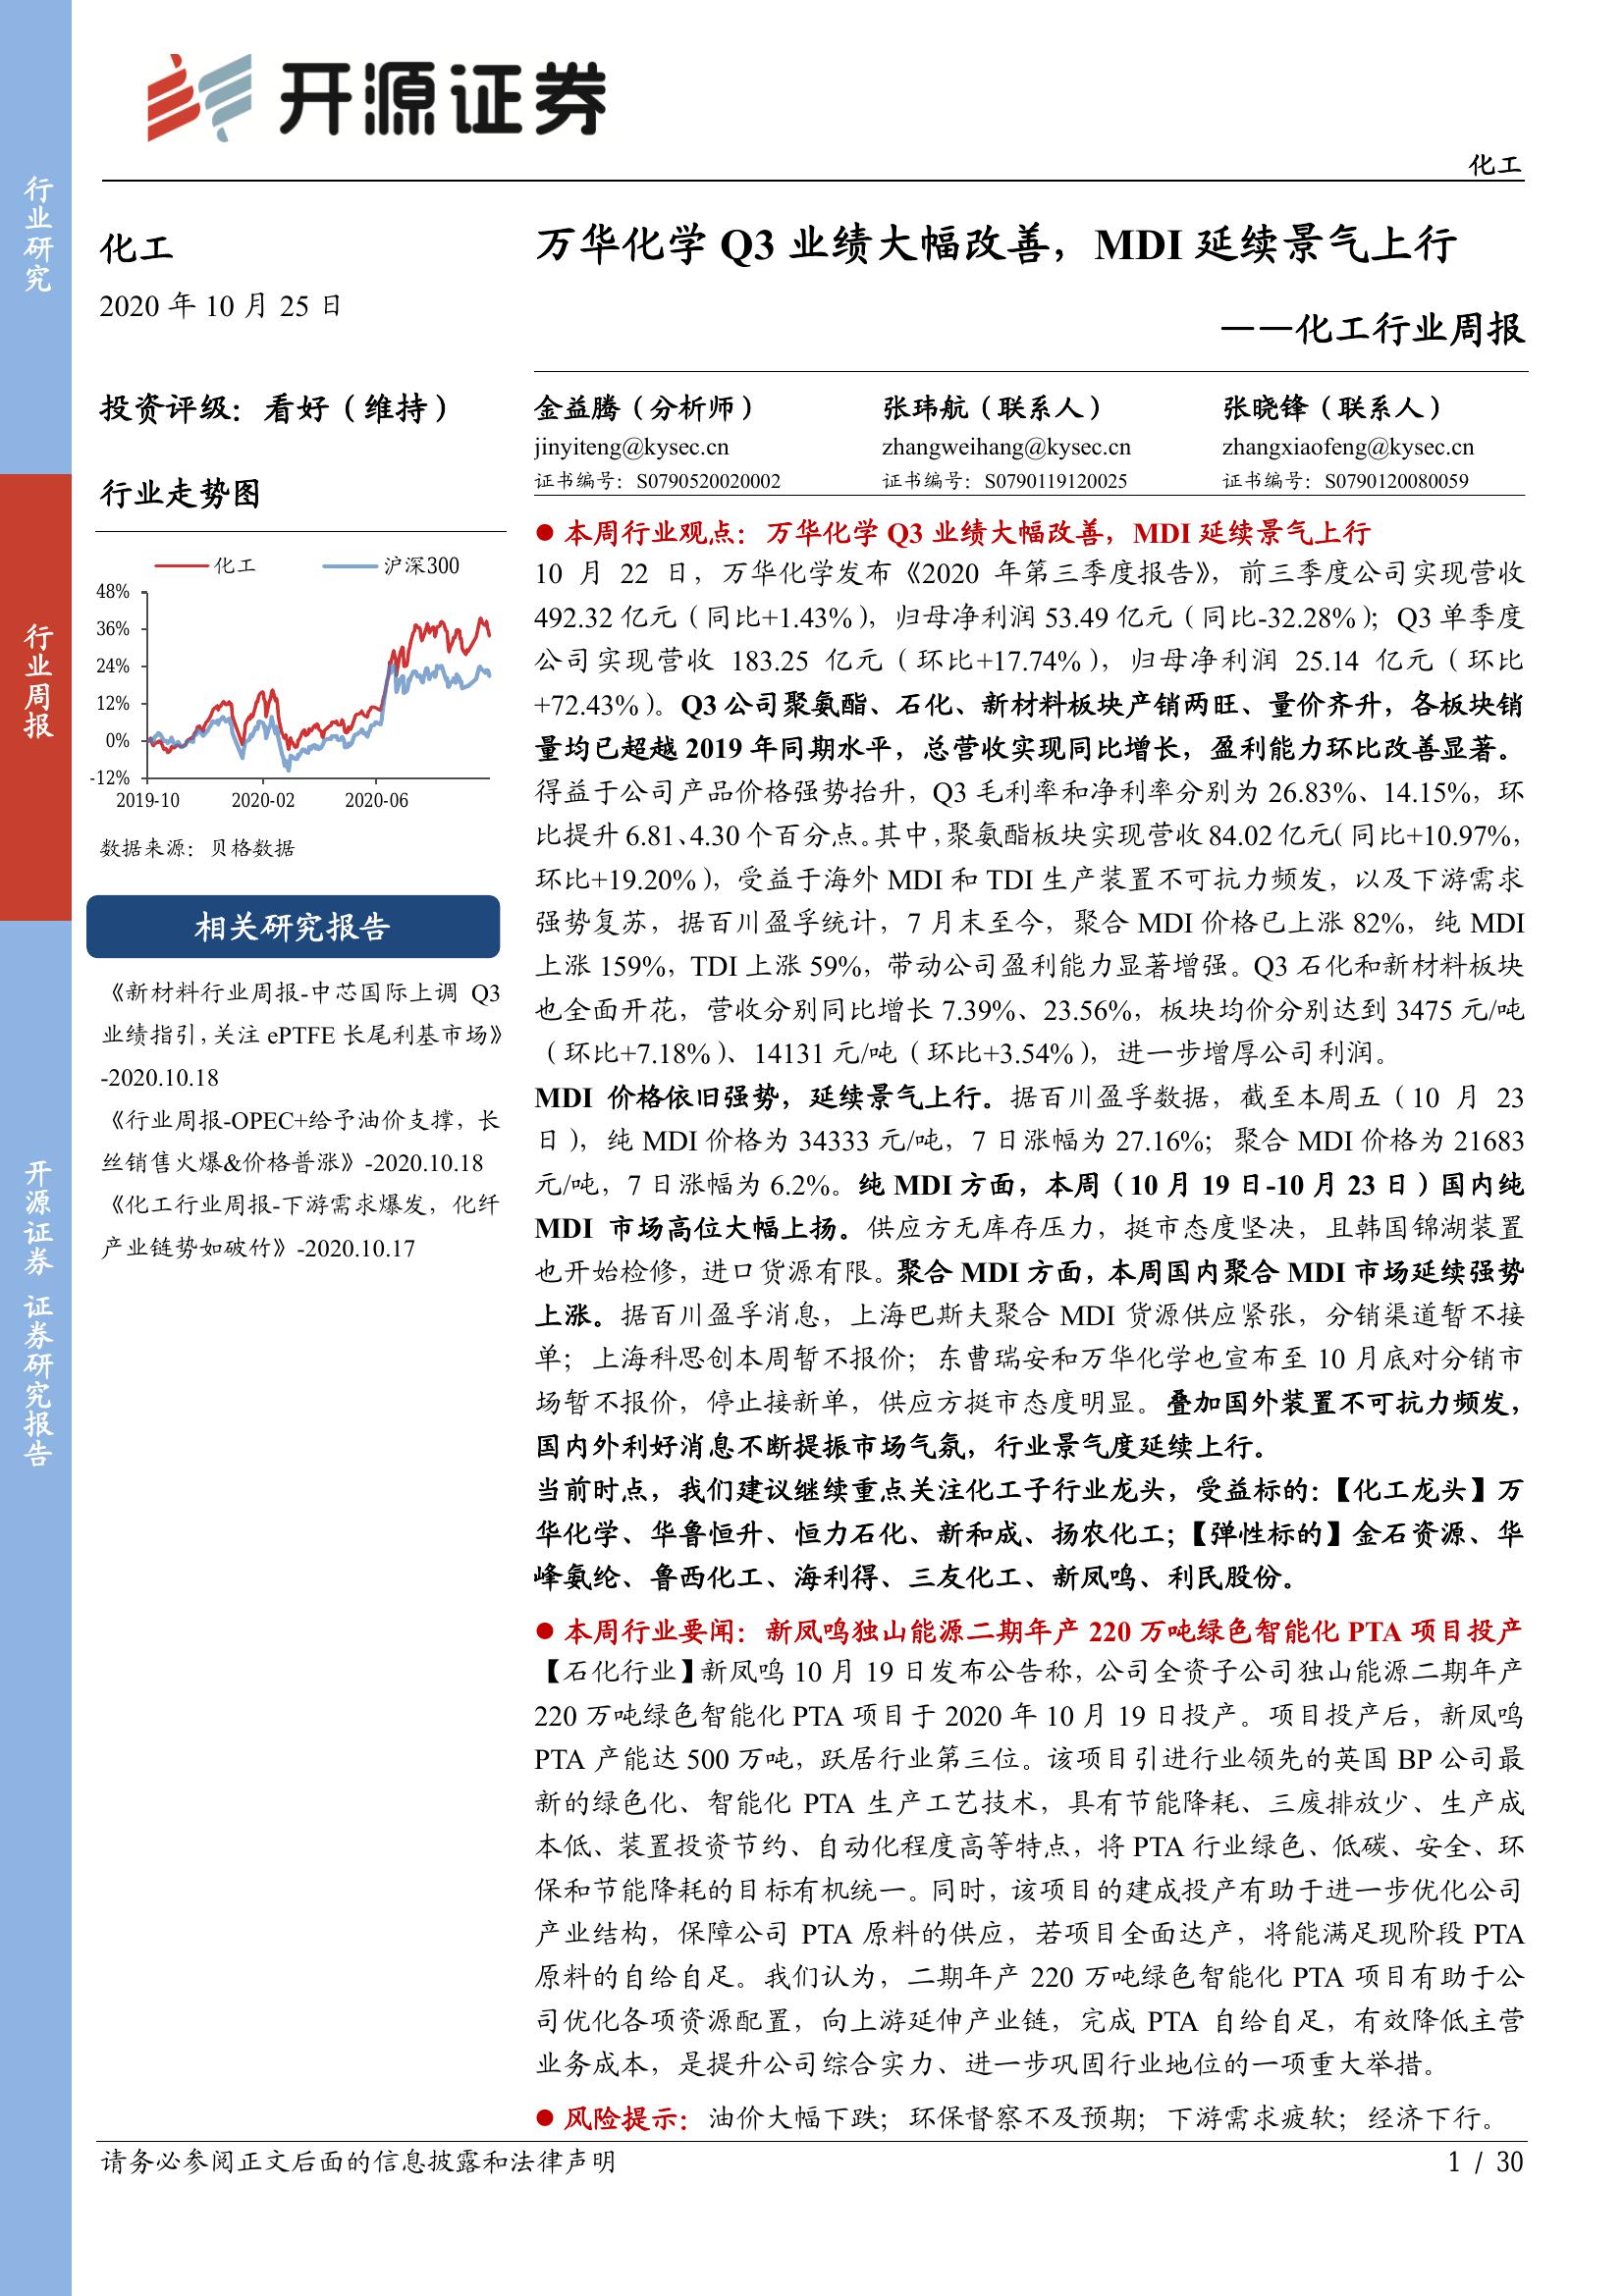 开源证券
化工
行业研究
行业周报
开源证券 证券研究报告
化工
2020 年 10 月 25 日
投资评级：看好（维持）
行业走势图
化工
沪深300
48%
36%
24%
12%
0%
-12%
2019-10
2020-02
2020-06
数据来源：贝格数据
相关研究报告
《新材料行业周报-中芯国际上调 Q3
业绩指引，关注 ePTFE 长尾利基市场》
-2020.10.18
《行业周报-OPEC+给予油价支撑，长
丝销售火爆&价格普涨》-2020.10.18
《化工行业周报-下游需求爆发，化纤
产业链势如破竹》-2020.10.17
万华化学 Q3 业绩大幅改善，MDI 延续景气上行
——化工行业周报
金益腾（分析师）
张玮航（联系人）
张晓锋（联系人）
jinyiteng@kysec.cn
zhangweihang@kysec.cn
zhangxiaofeng@kysec.cn
证书编号：S0790520020002
证书编号：S0790119120025
证书编号：S0790120080059
● 本周行业观点：万华化学 Q3 业绩大幅改善，MDI 延续景气上行
10 月 22 日，万华化学发布《2020 年第三季度报告》，前三季度公司实现营收
492.32 亿元（同比+1.43%），归母净利润 53.49 亿元（同比-32.28%）；Q3 单季度
公司实现营收 183.25 亿元（环比+17.74%），归母净利润 25.14 亿元（环比
+72.43%）。Q3 公司聚氨酯、石化、新材料板块产销两旺、量价齐升，各板块销
量均已超越 2019 年同期水平，总营收实现同比增长，盈利能力环比改善显著。
得益于公司产品价格强势抬升，Q3 毛利率和净利率分别为 26.83%、14.15%，环
比提升 6.81、4.30 个百分点。其中，聚氨酯板块实现营收 84.02 亿元（同比+10.97%，
环比+19.20%），受益于海外 MDI 和 TDI 生产装置不可抗力频发，以及下游需求
强势复苏，据百川盈孚统计，7 月末至今，聚合 MDI 价格已上涨 82%，纯 MDI
上涨 159%，TDI 上涨 59%，带动公司盈利能力显著增强。Q3 石化和新材料板块
也全面开花，营收分别同比增长 7.39%、23.56%，板块均价分别达到 3475 元/吨
（环比+7.18%）、14131 元/吨（环比+3.54%），进一步增厚公司利润。
MDI 价格依旧强势，延续景气上行。据百川盈孚数据，截至本周五（10 月 23
日），纯 MDI 价格为 34333 元/吨，7 日涨幅为 27.16%；聚合 MDI 价格为 21683
元/吨，7 日涨幅为 6.2%。纯 MDI 方面，本周（10 月 19 日-10 月 23 日）国内纯
MDI 市场高位大幅上扬。供应方无库存压力，挺市态度坚决，且韩国锦湖装置
也开始检修，进口货源有限。聚合 MDI 方面，本周国内聚合 MDI 市场延续强势
上涨。据百川盈孚消息，上海巴斯夫聚合 MDI 货源供应紧张，分销渠道暂不接
单；上海科思创本周暂不报价；东曹瑞安和万华化学也宣布至 10 月底对分销市
场暂不报价，停止接新单，供应方挺市态度明显。叠加国外装置不可抗力频发，
国内外利好消息不断提振市场气氛，行业景气度延续上行。
当前时点，我们建议继续重点关注化工子行业龙头，受益标的：【化工龙头】万
华化学、华鲁恒升、恒力石化、新和成、扬农化工；【弹性标的】金石资源、华
峰氨纶、鲁西化工、海利得、三友化工、新凤鸣、利民股份。
● 本周行业要闻：新凤鸣独山能源二期年产 220 万吨绿色智能化 PTA 项目投产
【石化行业】新凤鸣 10 月 19 日发布公告称，公司全资子公司独山能源二期年产
220 万吨绿色智能化 PTA 项目于 2020 年 10 月 19 日投产。项目投产后，新凤鸣
PTA 产能达 500 万吨，跃居行业第三位。该项目引进行业领先的英国 BP 公司最
新的绿色化、智能化 PTA 生产工艺技术，具有节能降耗、三废排放少、生产成
本低、装置投资节约、自动化程度高等特点，将 PTA 行业绿色、低碳、安全、环
保和节能降耗的目标有机统一。同时，该项目的建成投产有助于进一步优化公司
产业结构，保障公司 PTA 原料的供应，若项目全面达产，将能满足现阶段 PTA
原料的自给自足。我们认为，二期年产 220 万吨绿色智能化 PTA 项目有助于公
司优化各项资源配置，向上游延伸产业链，完成 PTA 自给自足，有效降低主营
业务成本，是提升公司综合实力、进一步巩固行业地位的一项重大举措。
● 风险提示：油价大幅下跌；环保督察不及预期；下游需求疲软；经济下行。
请务必参阅正文后面的信息披露和法律声明
1 / 30